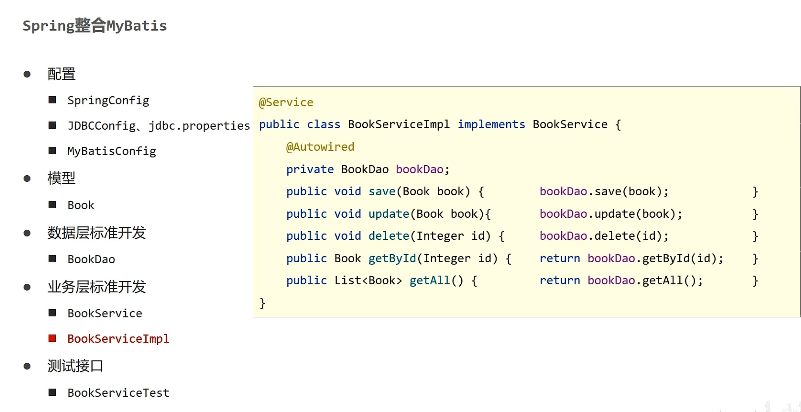 Spring整合MyBatis
● 配置
■ SpringConfig
■ JDBCConfig、jdbc.properties
■ MyBatisConfig
● 模型
■ Book
● 数据层标准开发
■ BookDao
● 业务层标准开发
■ BookService
■ BookServiceImpl
● 测试接口
■ BookServiceTest
@Service
public class BookServiceImpl implements BookService {
@Autowired
private BookDao bookDao;
public void save(Book book) { bookDao.save(book); }
public void update(Book book){ bookDao.update(book); }
public void delete(Integer id) { bookDao.delete(id); }
public Book getById(Integer id) { return bookDao.getById(id); }
public List<Book> getAll() { return bookDao.getAll(); }
}